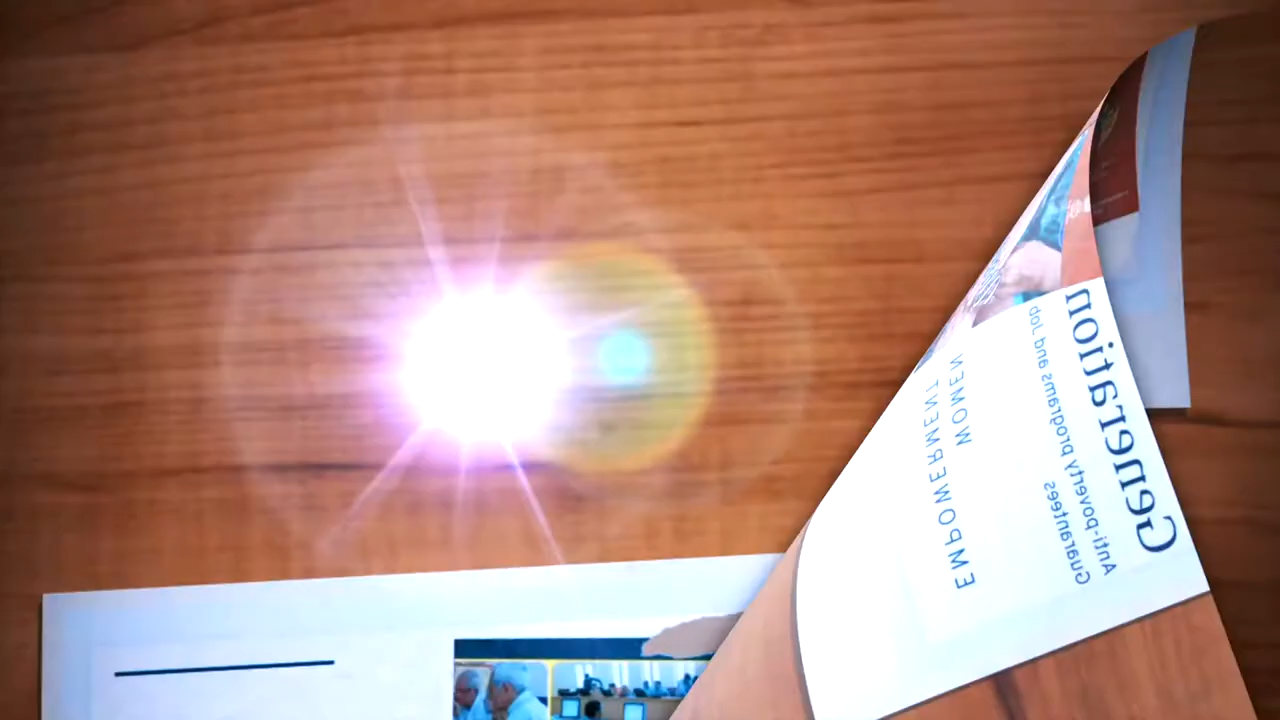 Generation
Anti-poverty programs and Job
Guarantees
EMPOWERMENT
WOMEN